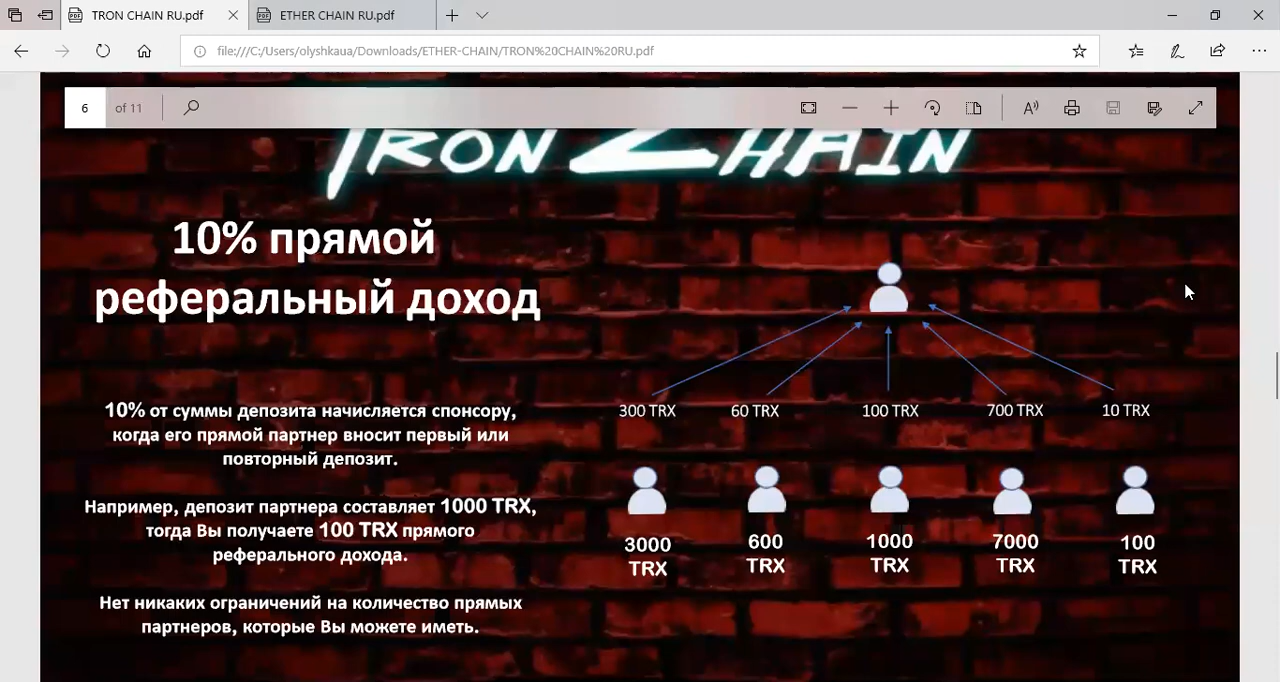 TRON CHAIN RU.pdf
ETHER CHAIN RU.pdf
file:///C:/Users/olyshkaua/Downloads/ETHER-CHAIN/TRON%20CHAIN%20RU.pdf
6 of 11
TRON CHAIN
10% прямой
реферальный доход
10% от суммы депозита начисляется спонсору,
когда его прямой партнер вносит первый или
повторный депозит.
Например, депозит партнера составляет 1000 TRX,
тогда Вы получаете 100 TRX прямого
реферального дохода.
Нет никаких ограничений на количество прямых
партнеров, которые Вы можете иметь.
300 TRX 60 TRX 100 TRX 700 TRX 10 TRX
3000 600 1000 7000 100
TRX TRX TRX TRX TRX